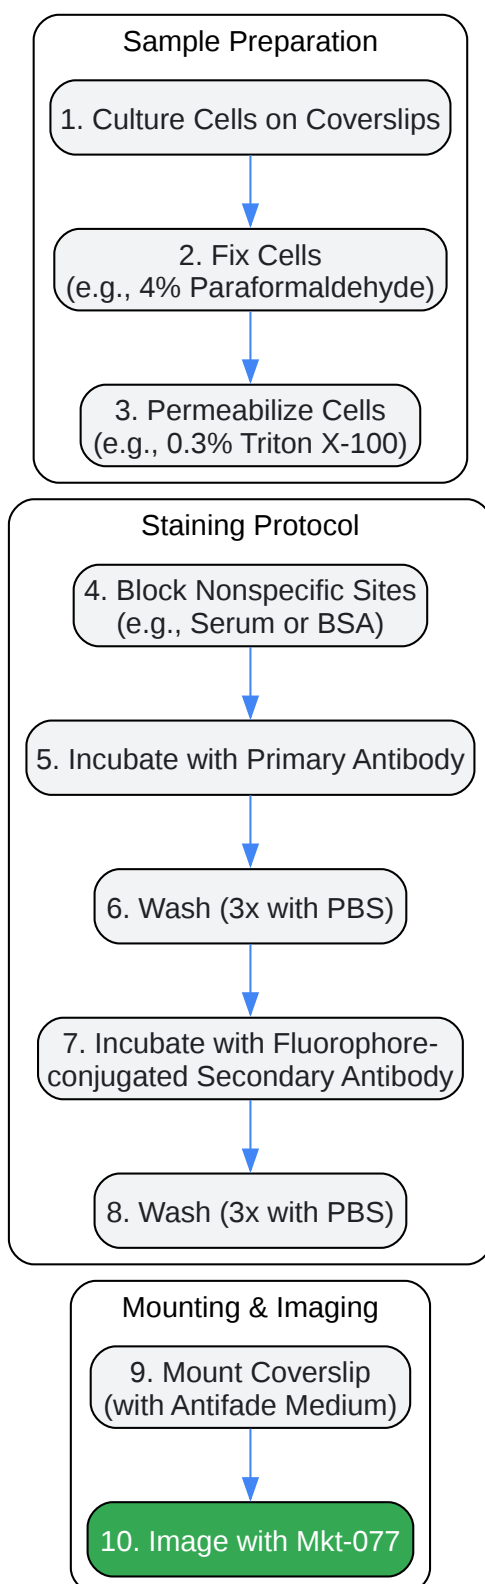 Sample Preparation
1. Culture Cells on Coverslips
2. Fix Cells
(e.g., 4% Paraformaldehyde)
3. Permeabilize Cells
(e.g., 0.3% Triton X-100)
Staining Protocol
4. Block Nonspecific Sites
(e.g., Serum or BSA)
5. Incubate with Primary Antibody
6. Wash (3x with PBS)
7. Incubate with Fluorophore-
conjugated Secondary Antibody
8. Wash (3x with PBS)
Mounting & Imaging
9. Mount Coverslip
(with Antifade Medium)
10. Image with Mkt-077